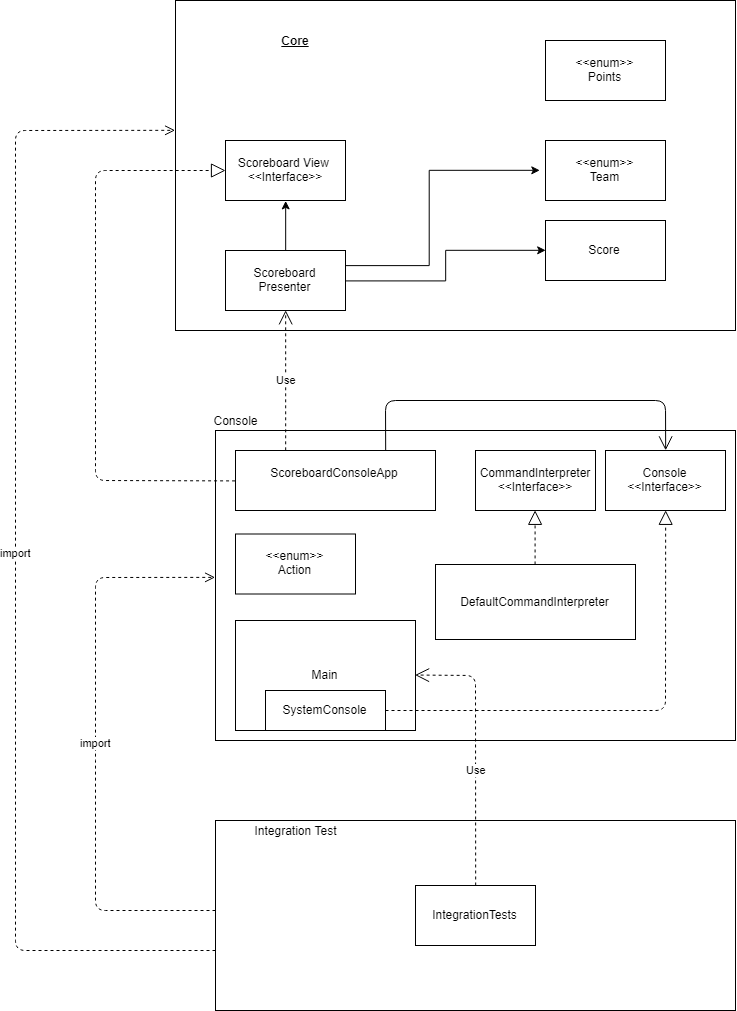 Core
<<enum>>
Points
Scoreboard View
<<Interface>>
<<enum>>
Team
Scoreboard
Presenter
Score
Use
Console
ScoreboardConsoleApp
CommandInterpreter
<<Interface>>
Console
<<Interface>>
<<enum>>
Action
import
DefaultCommandInterpreter
Main
SystemConsole
import
Use
Integration Test
IntegrationTests